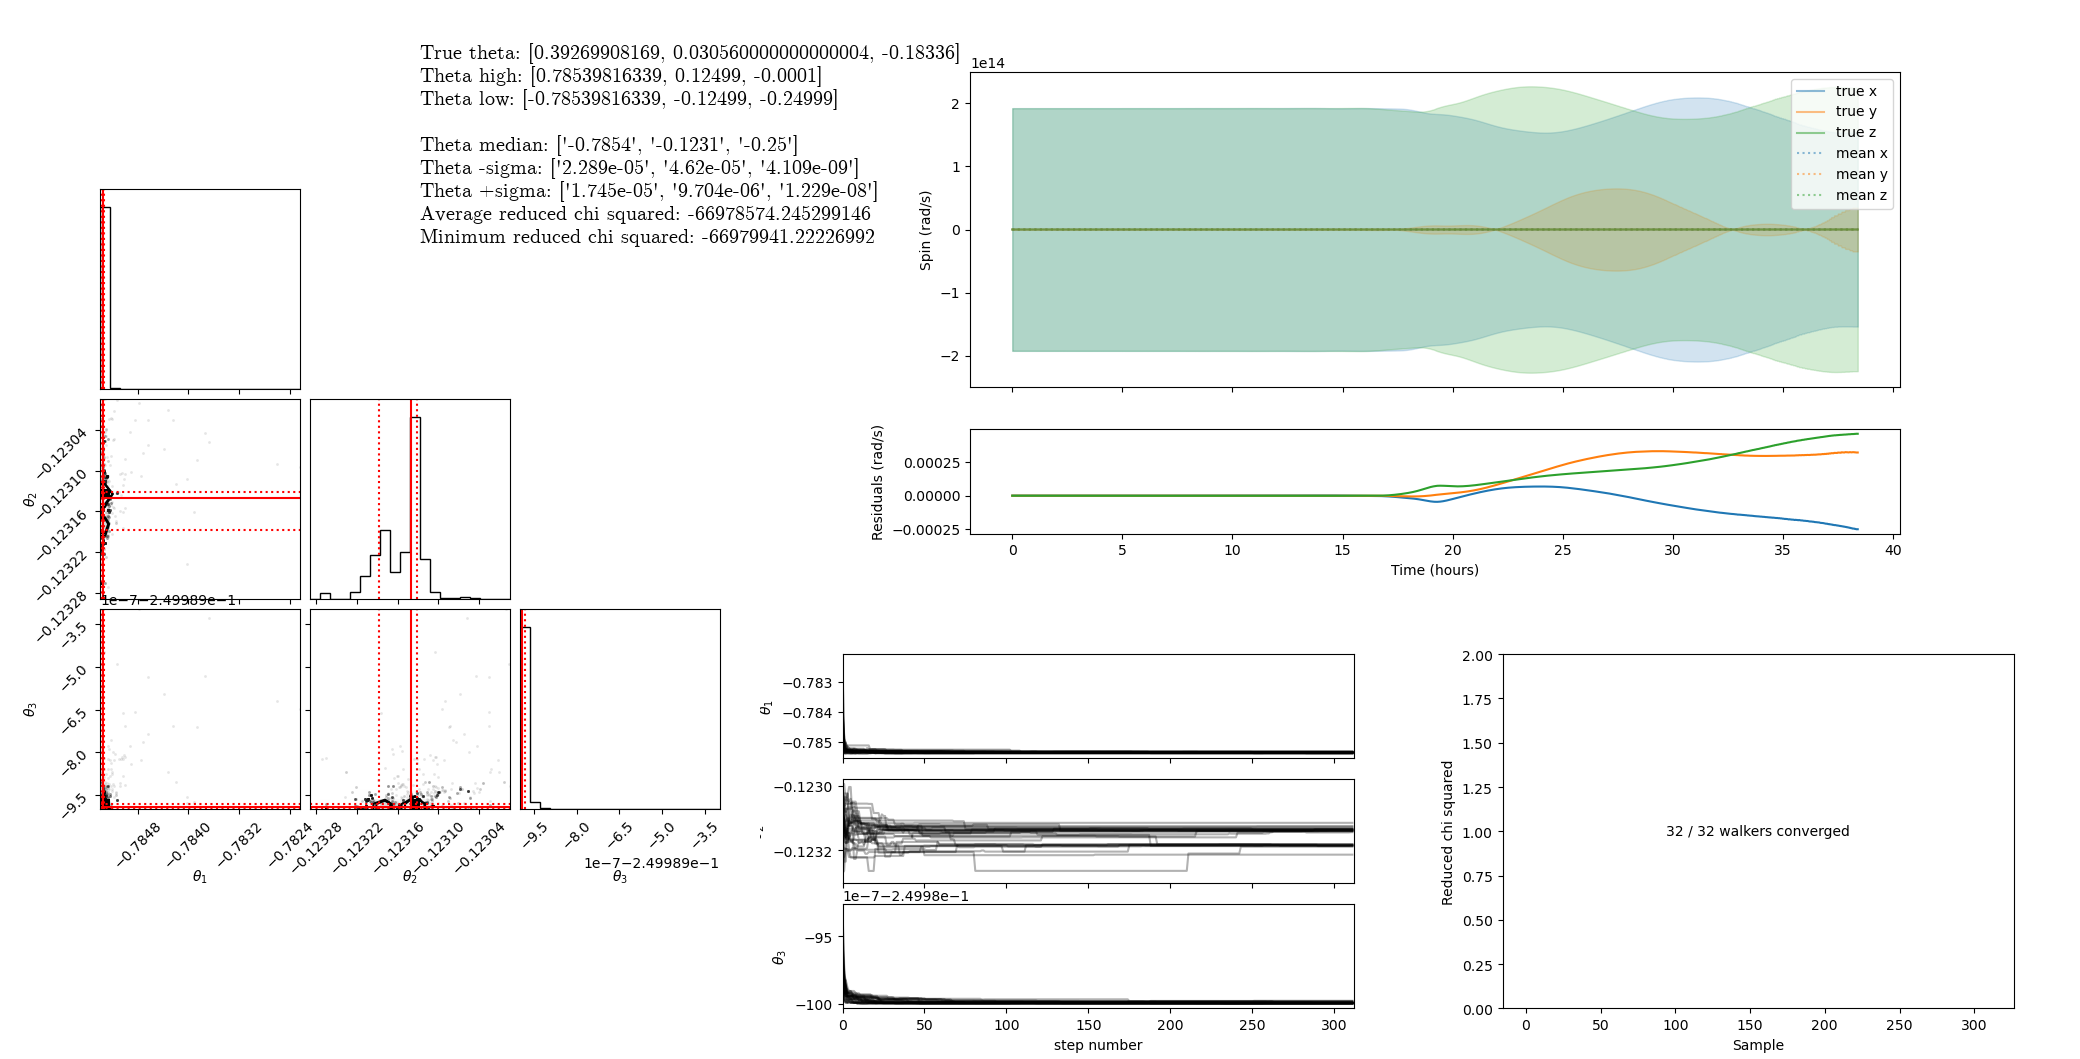 True theta: [0.39269908169, 0.030560000000000004, -0.18336]
Theta high: [0.78539816339, 0.12499, -0.0001]
Theta low: [-0.78539816339, -0.12499, -0.24999]
Theta median: ['-0.7854', '-0.1231', '-0.25']
Theta -sigma: ['2.289e-05', '4.62e-05', '4.109e-09']
Theta +sigma: ['1.745e-05', '9.704e-06', '1.229e-08']
Average reduced chi squared: -66978574.245299146
Minimum reduced chi squared: -66979941.22226992
1e14
2
1
0
−1
−2
Spin (rad/s)
true x
true y
true z
mean x
mean y
mean z
0.00025
0.00000
−0.00025
Residuals (rad/s)
0
5
10
15
20
25
30
35
40
Time (hours)
−0.12304
−0.12310
−0.12316
−0.12322
−0.12328
θ2
1e−7−2.49989e−1
−3.5
−5.0
−6.5
−8.0
−9.5
θ3
−0.7848
−0.7840
−0.7832
−0.7824
θ1
−0.12328
−0.12322
−0.12316
−0.12310
−0.12304
θ2
−9.5
−8.0
−6.5
−5.0
−3.5
1e−7−2.49989e−1
θ3
−0.783
−0.784
−0.785
θ1
−0.1230
−0.1232
1e−7−2.4998e−1
−95
−100
θ3
0
50
100
150
200
250
300
step number
2.00
1.75
1.50
1.25
1.00
0.75
0.50
0.25
0.00
Reduced chi squared
32 / 32 walkers converged
0
50
100
150
200
250
300
Sample